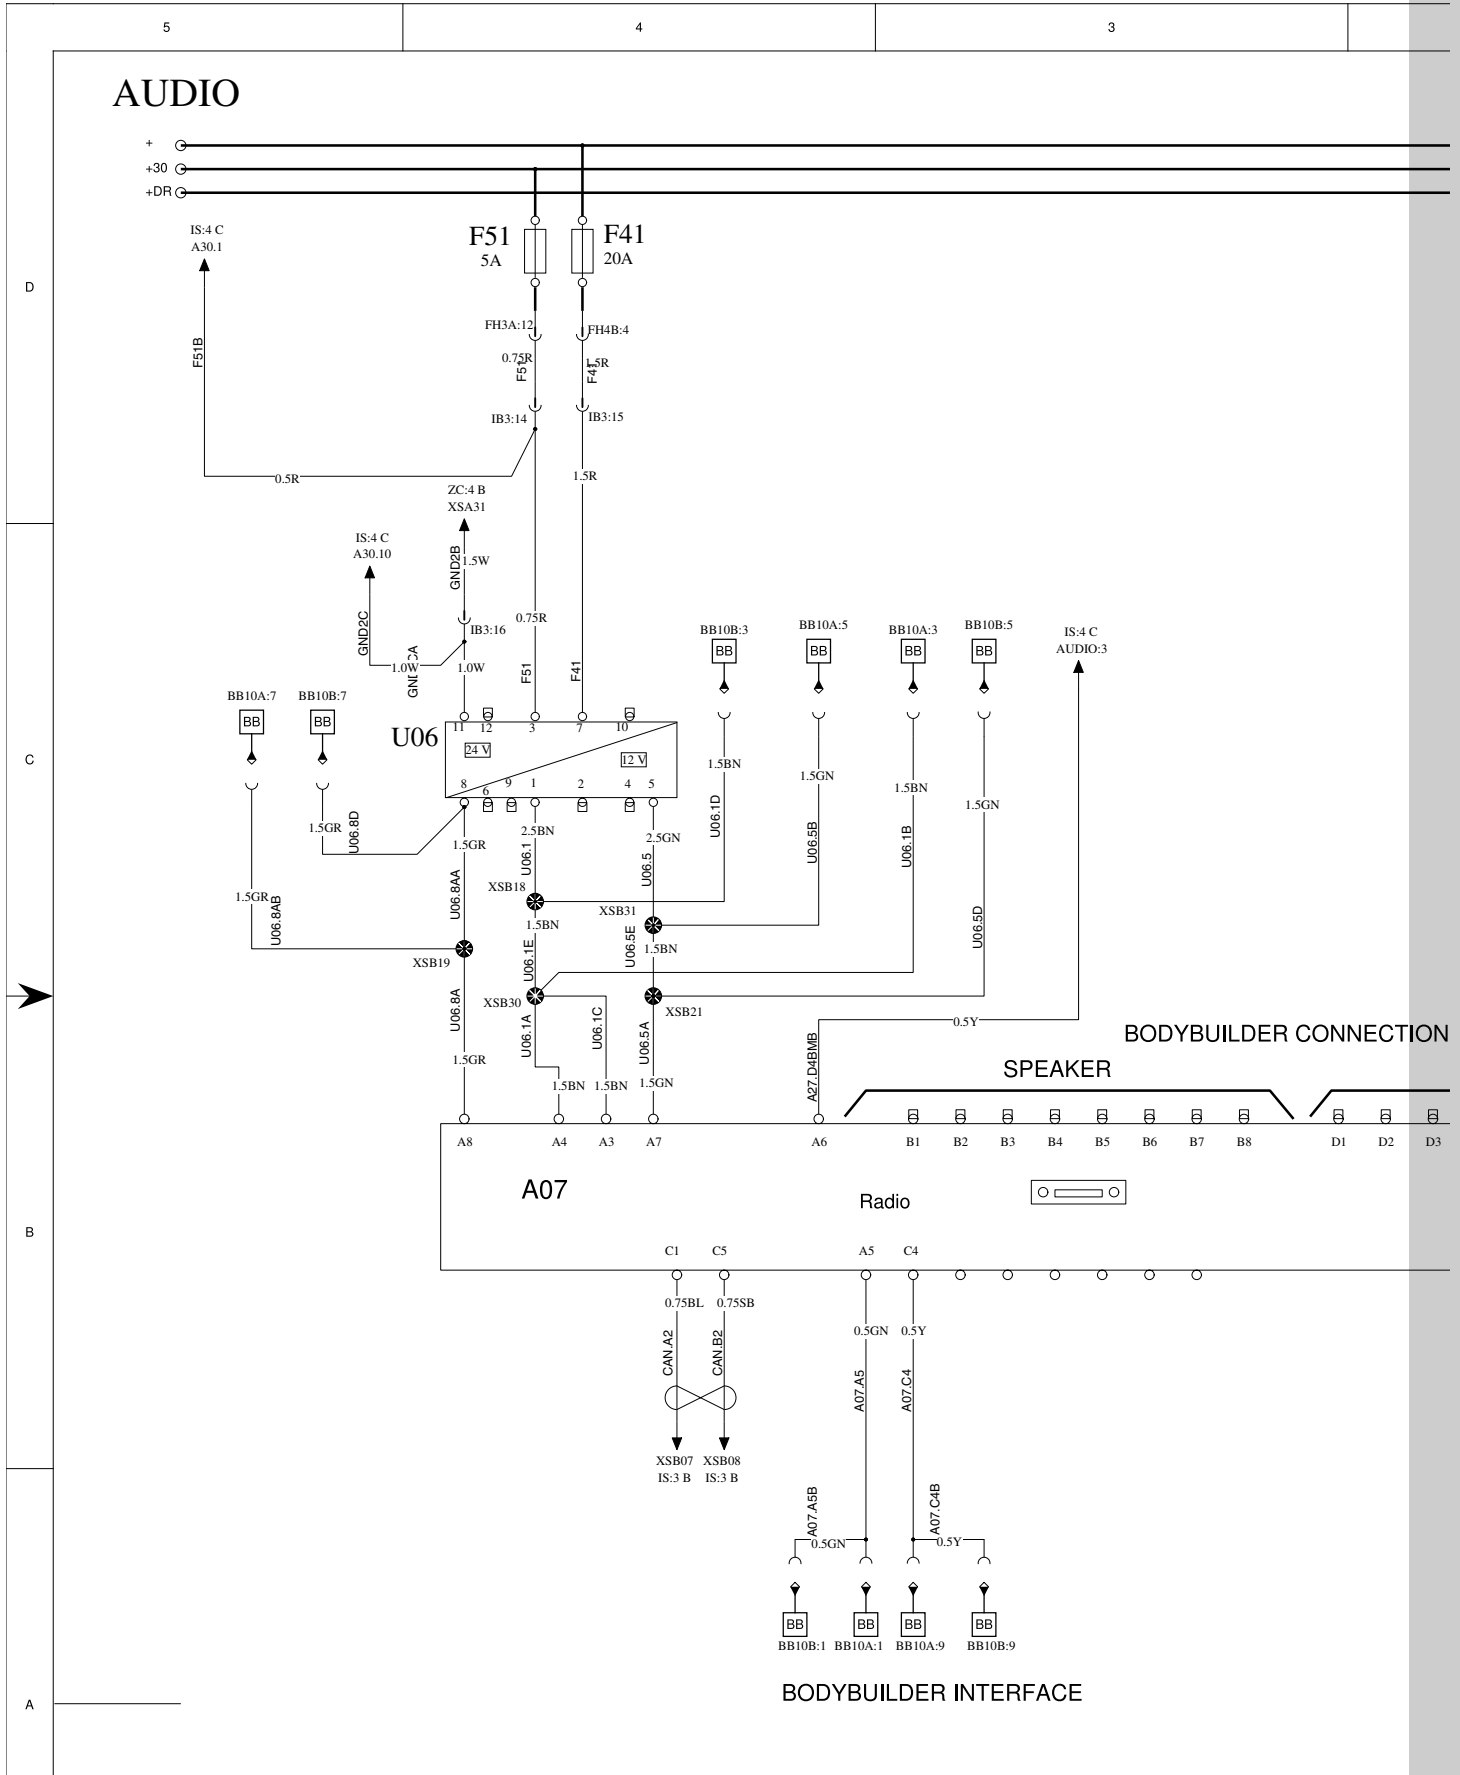 5 4 3
AUDIO
+
+30
+DR
IS:4 C
A30.1
F51 F41
5A 20A
D
FH3A:12 FH4B:4
F51B
0.75R 1.5R
F51 F41
IB3:14 IB3:15
0.5R 1.5R
ZC:4 B
XSA31
IS:4 C
A30.10
GND2B 1.5W
GND2C
IB3:16
0.75R
1.0W 1.0W
F51 F41
BB10B:3 BB10A:5 BB10A:3 BB10B:5
BB BB BB BB
IS:4 C
AUDIO:3
BB10A:7 BB10B:7
BB BB
U06
11 12 3 7 10
24 V 12 V
8 6 9 1 2 4 5
C
1.5BN 1.5GN 1.5BN 1.5GN
U06.1D U06.5B U06.1B U06.5D
1.5GR U06.8D
1.5GR 2.5BN 2.5GN
U06.8AA U06.1 U06.5
1.5GR U06.8AB
XSB18 XSB31
1.5BN 1.5BN
U06.1E U06.5E
XSB19
XSB30 XSB21
U06.8A U06.1A U06.1C U06.5A
0.5Y
A27.D4BMB
BODYBUILDER CONNECTION
SPEAKER
1.5GR 1.5BN 1.5BN 1.5GN
A8 A4 A3 A7 A6 B1 B2 B3 B4 B5 B6 B7 B8 D1 D2 D3
A07
Radio
B
C1 C5 A5 C4
0.75BL 0.75SB
0.5GN 0.5Y
CAN.A2 CAN.B2
A07.A5 A07.C4
XSB07 XSB08
IS:3 B IS:3 B
A07.A5B A07.C4B
0.5GN 0.5Y
BB BB BB BB
BB10B:1 BB10A:1 BB10A:9 BB10B:9
BODYBUILDER INTERFACE
A